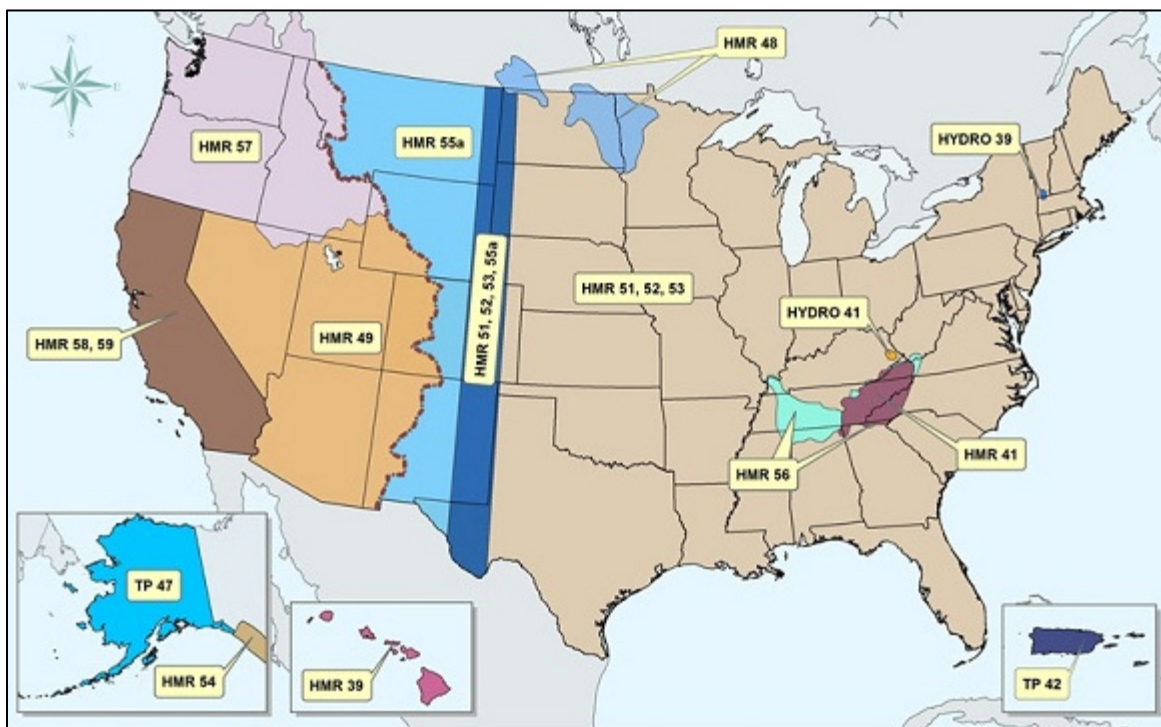 HMR 48
N
W E
S
HMR 57
HMR 55a
HYDRO 39
HMR 51, 52, 53, 55a
HMR 51, 52, 53
HYDRO 41
HMR 58, 59
HMR 49
HMR 41
HMR 56
TP 47
HMR 54
HMR 39
TP 42